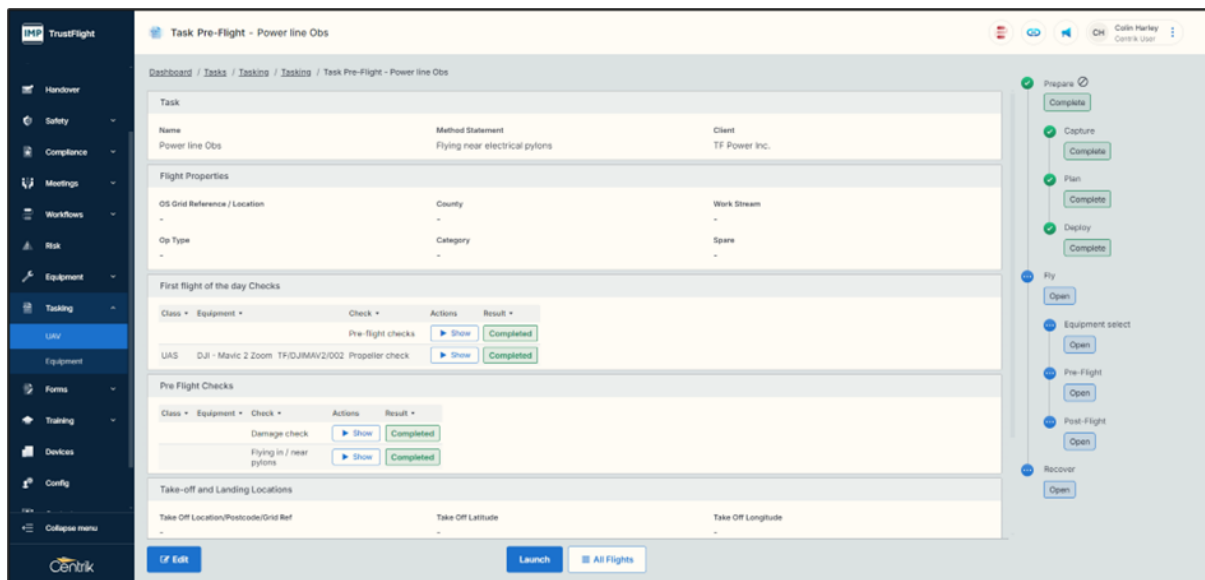 IMP TrustFlight
Task Pre-Flight - Power line Obs
CH Colin Harley
Centrik User
Dashboard / Tasks / Tasking / Tasking / Task Pre-Flight - Power line Obs
Handover
Safety
Compliance
Meetings
Workflows
Risk
Equipment
Tasking
UAV
Equipment
Forms
Training
Devices
Config
Collapse menu
Centrik
Task
Name Method Statement Client
Power line Obs Flying near electrical pylons TF Power Inc.
Flight Properties
OS Grid Reference / Location County Work Stream
- - -
Op Type Category Spare
- - -
First flight of the day Checks
Class Equipment Check Actions Result
Pre-flight checks Show Completed
UAS DJI - Mavic 2 Zoom TF/DJIMAV2/002 Propeller check Show Completed
Pre Flight Checks
Class Equipment Check Actions Result
Damage check Show Completed
Flying in / near
pylons Show Completed
Take-off and Landing Locations
Take Off Location/Postcode/Grid Ref Take Off Latitude Take Off Longitude
- - -
Edit Launch All Flights
Prepare
Complete
Capture
Complete
Plan
Complete
Deploy
Complete
Fly
Open
Equipment select
Open
Pre-Flight
Open
Post-Flight
Open
Recover
Open